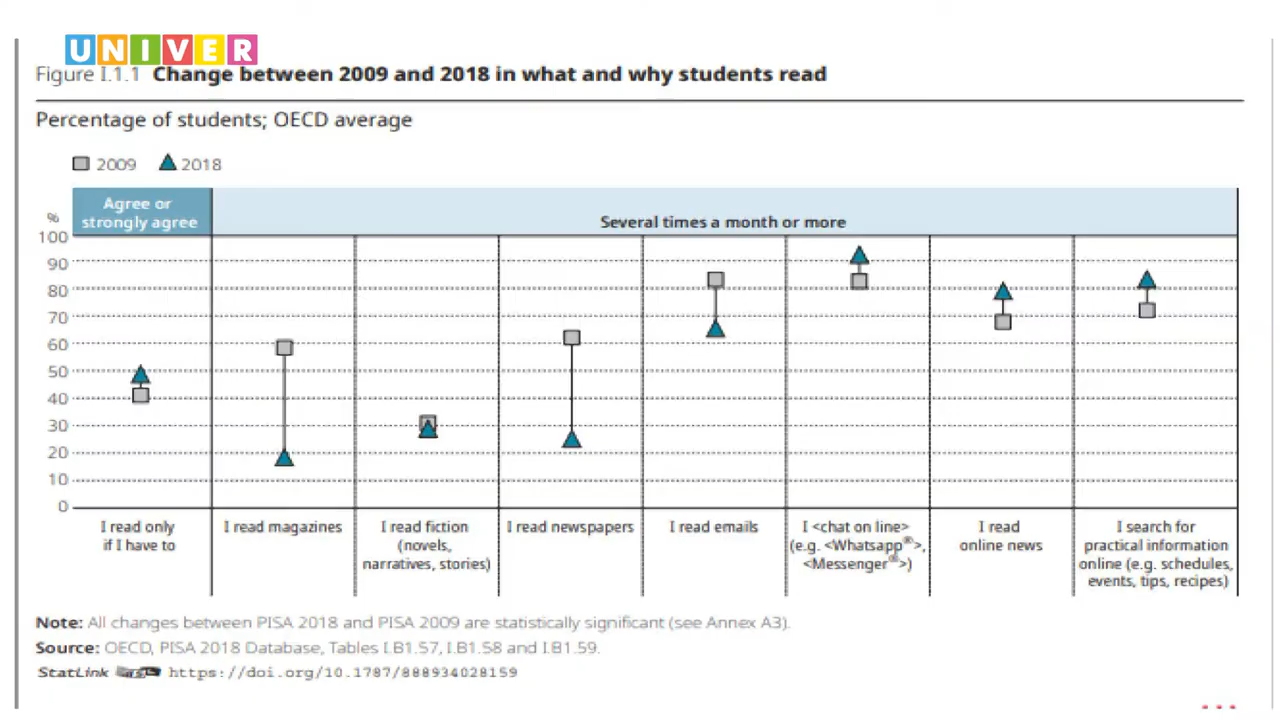 UNIVER
Figure I.1.1 Change between 2009 and 2018 in what and why students read
Percentage of students; OECD average
2009 2018
Agree or
strongly agree
Several times a month or more
%
100
90
80
70
60
50
40
30
20
10
0
I read only
if I have to
I read magazines
I read fiction
(novels,
narratives, stories)
I read newspapers
I read emails
I <chat on line>
(e.g. <Whatsapp®>,
<Messenger®>)
I read
online news
I search for
practical information
online (e.g. schedules,
events, tips, recipes)
Note: All changes between PISA 2018 and PISA 2009 are statistically significant (see Annex A3).
Source: OECD, PISA 2018 Database, Tables I.B1.57, I.B1.58 and I.B1.59.
StatLink https://doi.org/10.1787/888934028159